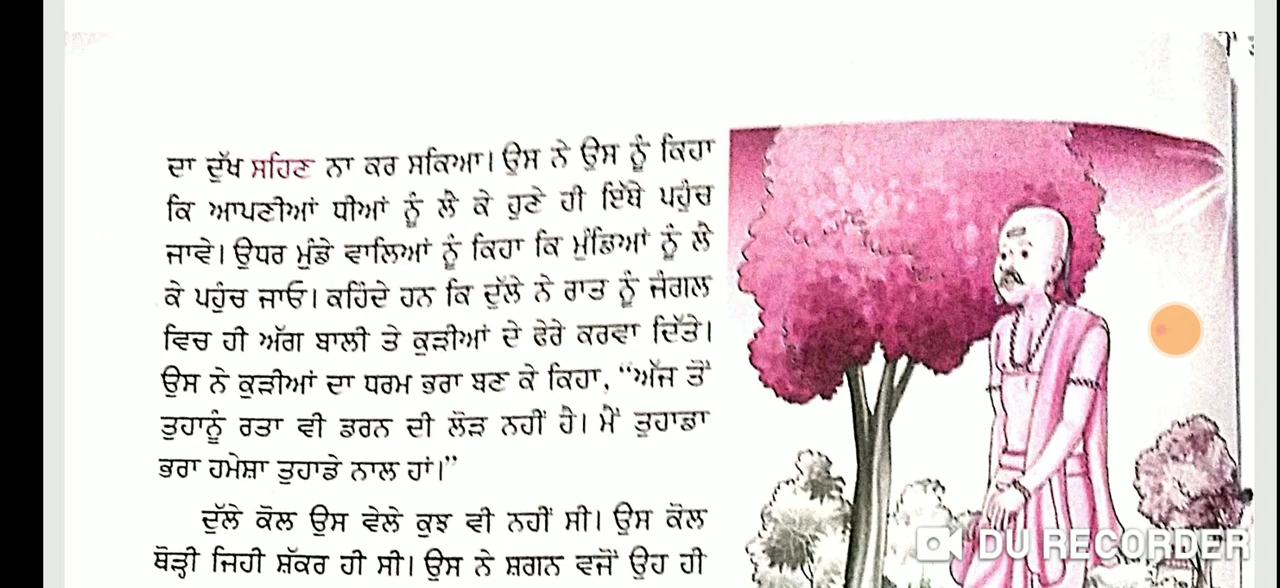 ਦਾ ਦੁੱਖ ਸਹਿਣ ਨਾ ਕਰ ਸਕਿਆ। ਉਸ ਨੇ ਉਸ ਨੂੰ ਕਿਹਾ
ਕਿ ਆਪਣੀਆਂ ਧੀਆਂ ਨੂੰ ਲੈ ਕੇ ਹੁਣੇ ਹੀ ਇੱਥੇ ਪਹੁੰਚ
ਜਾਵੇ। ਉਧਰ ਮੁੰਡੇ ਵਾਲਿਆਂ ਨੂੰ ਕਿਹਾ ਕਿ ਮੁੰਡਿਆਂ ਨੂੰ ਲੈ
ਕੇ ਪਹੁੰਚ ਜਾਓ। ਕਹਿੰਦੇ ਹਨ ਕਿ ਦੁੱਲੇ ਨੇ ਰਾਤ ਨੂੰ ਜੰਗਲ
ਵਿਚ ਹੀ ਅੱਗ ਬਾਲੀ ਤੇ ਕੁੜੀਆਂ ਦੇ ਫੇਰੇ ਕਰਵਾ ਦਿੱਤੇ।
ਉਸ ਨੇ ਕੁੜੀਆਂ ਦਾ ਧਰਮ ਭਰਾ ਬਣ ਕੇ ਕਿਹਾ, “ਅੱਜ ਤੋਂ
ਤੁਹਾਨੂੰ ਰਤਾ ਵੀ ਡਰਨ ਦੀ ਲੋੜ ਨਹੀਂ ਹੈ। ਮੈਂ ਤੁਹਾਡਾ
ਭਰਾ ਹਮੇਸ਼ਾ ਤੁਹਾਡੇ ਨਾਲ ਹਾਂ।”
ਦੁੱਲੇ ਕੋਲ ਉਸ ਵੇਲੇ ਕੁਝ ਵੀ ਨਹੀਂ ਸੀ। ਉਸ ਕੋਲ
ਥੋੜ੍ਹੀ ਜਿਹੀ ਸ਼ੱਕਰ ਹੀ ਸੀ। ਉਸ ਨੇ ਸ਼ਗਨ ਵਜੋਂ ਉਹ ਹੀ
DU RECORDER